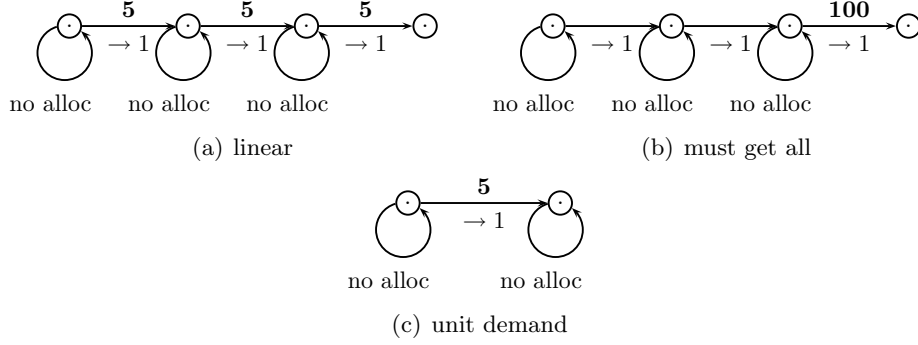 5 5 5 100
→ 1 → 1 → 1 → 1 → 1 → 1
no alloc no alloc no alloc no alloc no alloc no alloc
(a) linear (b) must get all
5
→ 1
no alloc no alloc
(c) unit demand